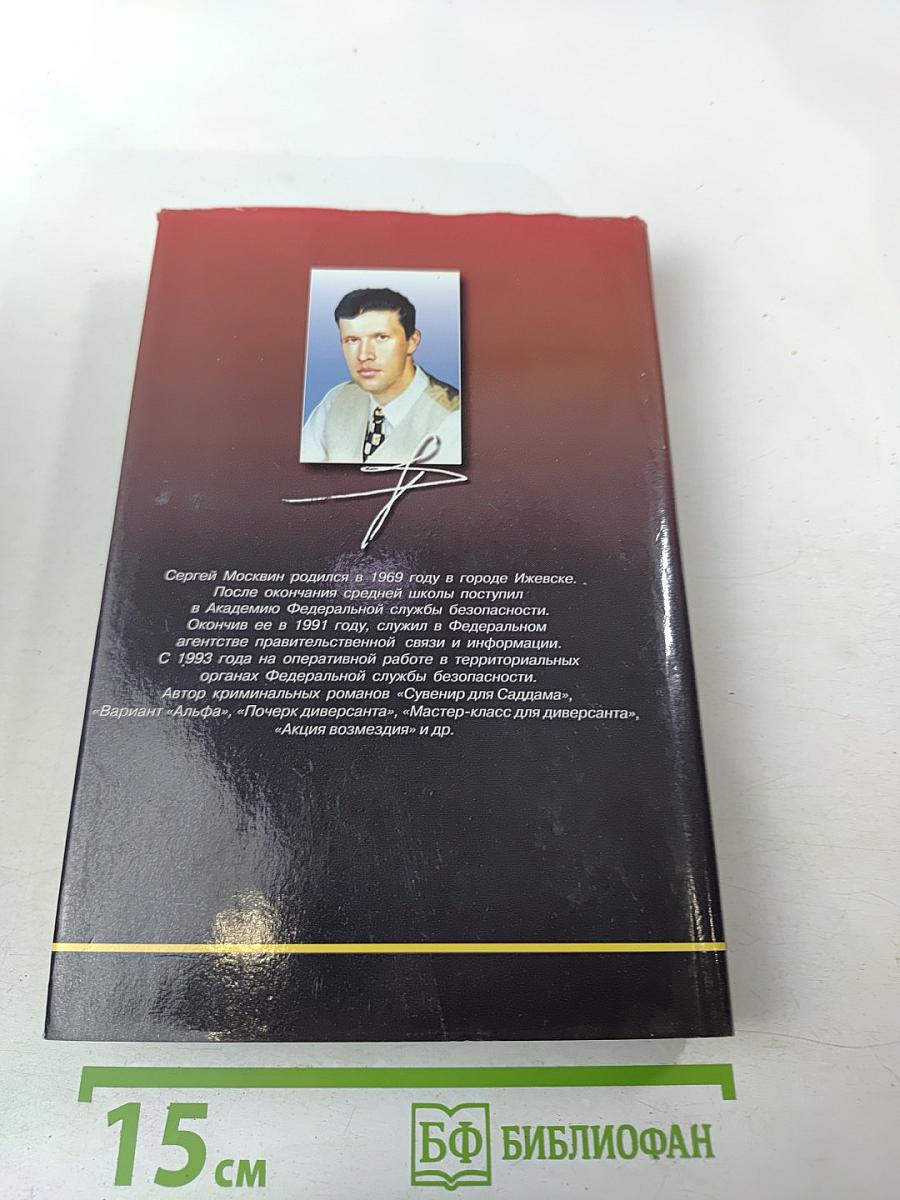 Сергей Москвин родился в 1969 году в городе Ижевске.
После окончания средней школы поступил
в Академию Федеральной службы безопасности.
Окончив ее в 1991 году, служил в Федеральном
агентстве правительственной связи и информации.
С 1993 года на оперативной работе в территориальных
органах Федеральной службы безопасности.
Автор криминальных романов «Сувенир для Саддама»,
«Вариант «Альфа», «Почерк диверсанта», «Мастер-класс для диверсанта»,
«Акция возмездия» и др.
15 см
БФ БИБЛИОФАН